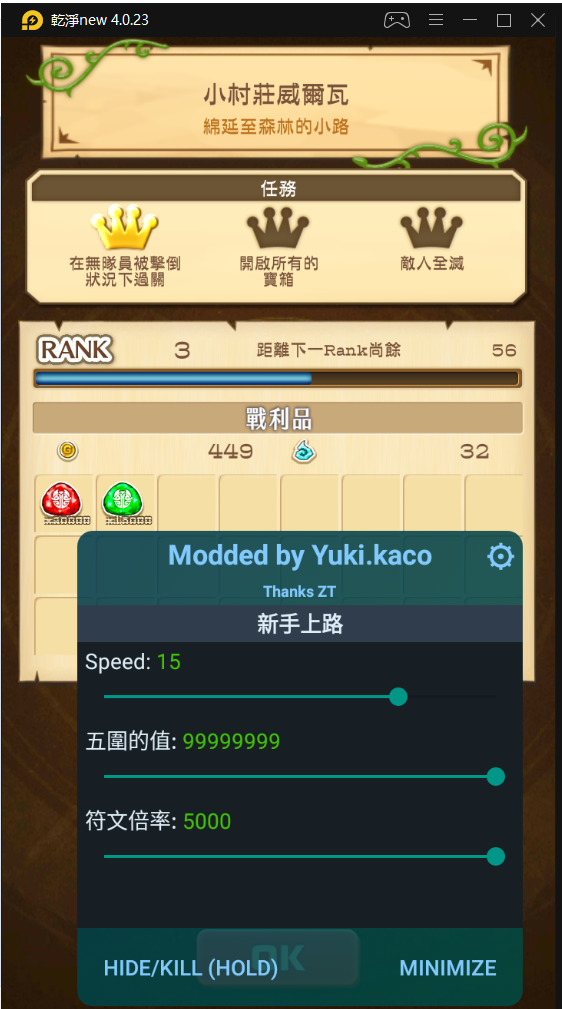 乾淨new 4.0.23
小村莊威爾瓦
綿延至森林的小路
任務
在無隊員被擊倒
狀況下過關
開啟所有的
寶箱
敵人全滅
RANK 3 距離下一Rank尚餘 56
戰利品
G 449 32
Modded by Yuki.kaco
Thanks ZT
新手上路
Speed: 15
五圍的值: 99999999
符文倍率: 5000
OK
HIDE/KILL (HOLD) MINIMIZE